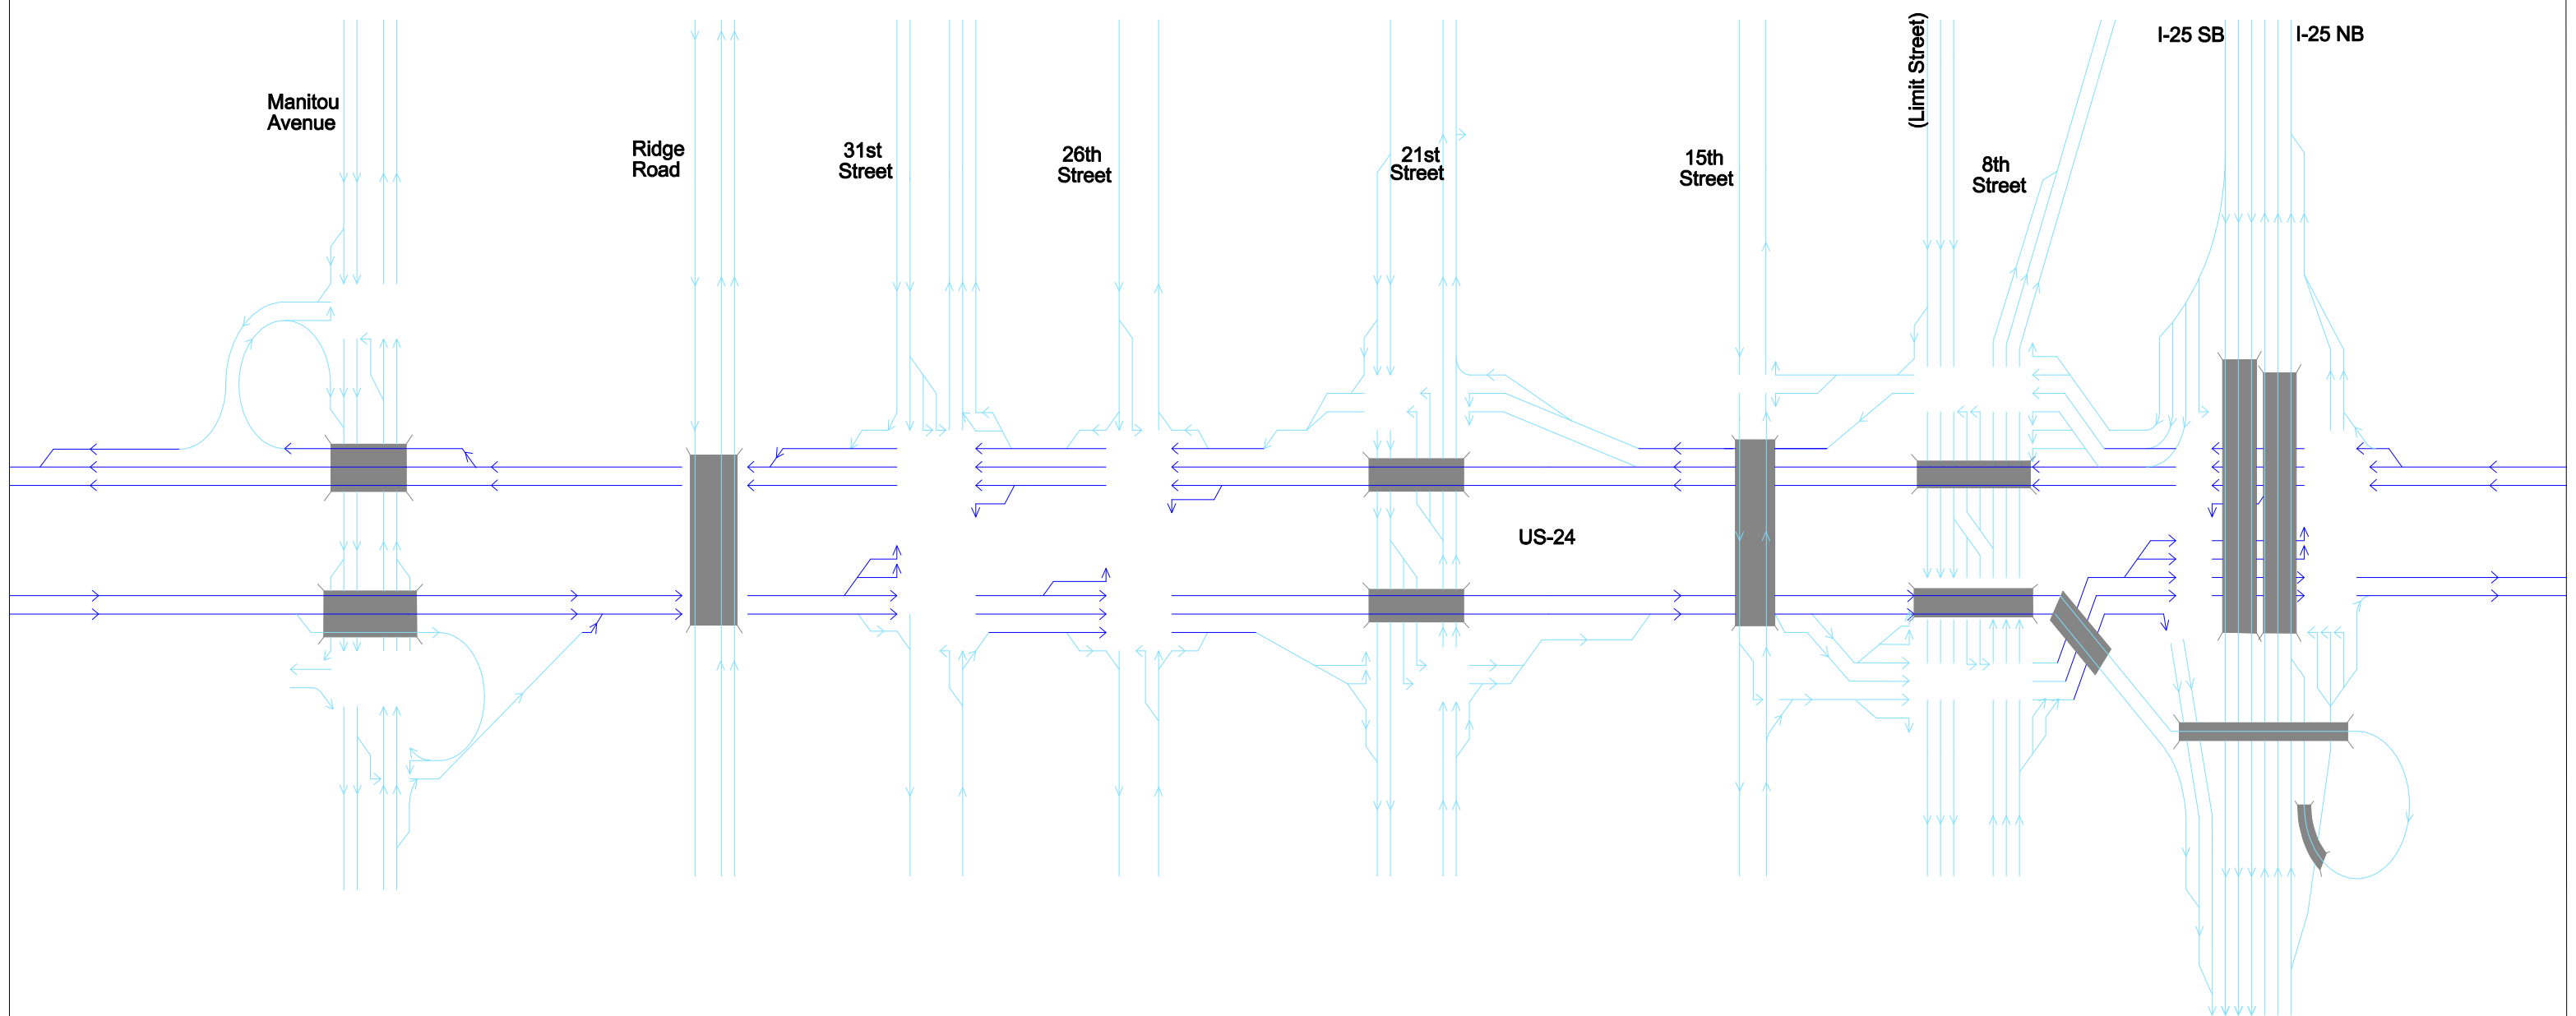 Manitou
Avenue
Ridge
Road
31st
Street
26th
Street
21st
Street
15th
Street
(Limit Street)
8th
Street
I-25 SB
I-25 NB
US-24